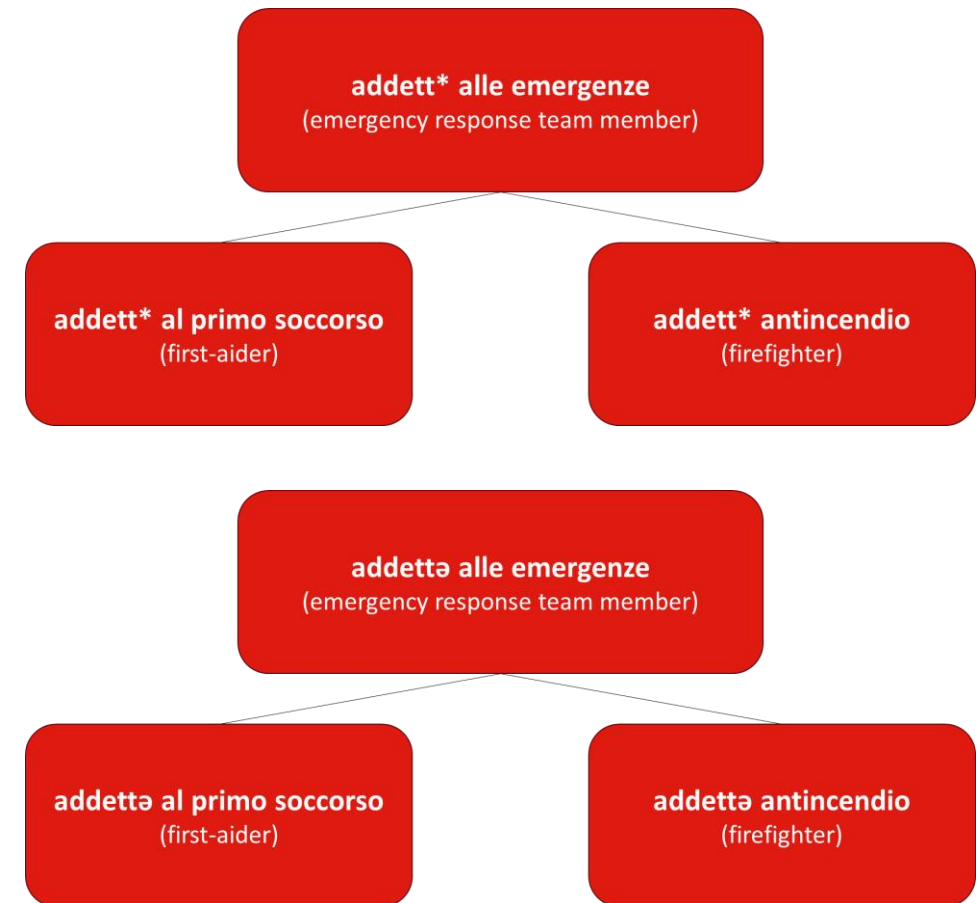 addett* alle emergenze
(emergency response team member)
addett* al primo soccorso
(first-aider)
addett* antincendio
(firefighter)
addettə alle emergenze
(emergency response team member)
addettə al primo soccorso
(first-aider)
addettə antincendio
(firefighter)